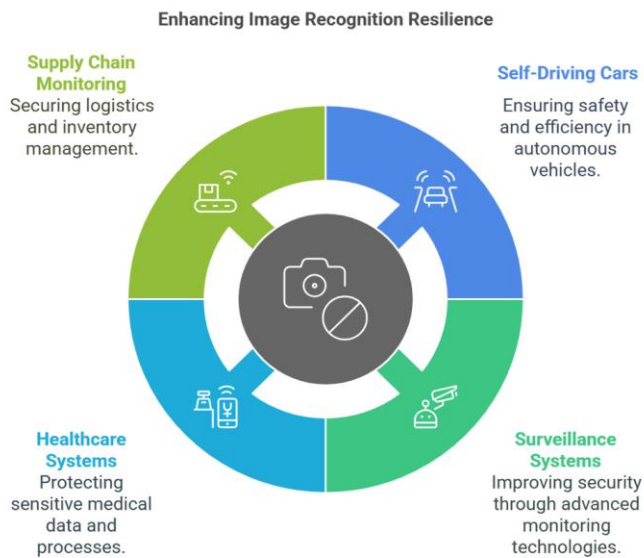 Enhancing Image Recognition Resilience
Supply Chain
Monitoring
Securing logistics
and inventory
management.
Self-Driving Cars
Ensuring safety
and efficiency in
autonomous
vehicles.
Healthcare
Systems
Protecting
sensitive medical
data and
processes.
Surveillance
Systems
Improving security
through advanced
monitoring
technologies.